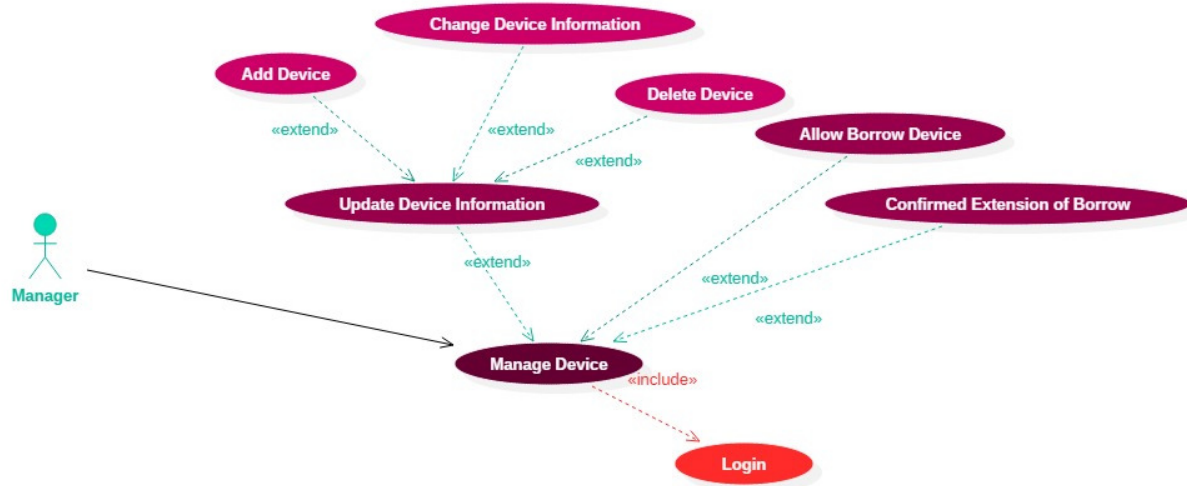 Change Device Information
Add Device
Delete Device
«extend»
«extend»
Allow Borrow Device
«extend»
Update Device Information
Confirmed Extension of Borrow
«extend»
«extend»
Manager
«extend»
Manage Device
«include»
Login